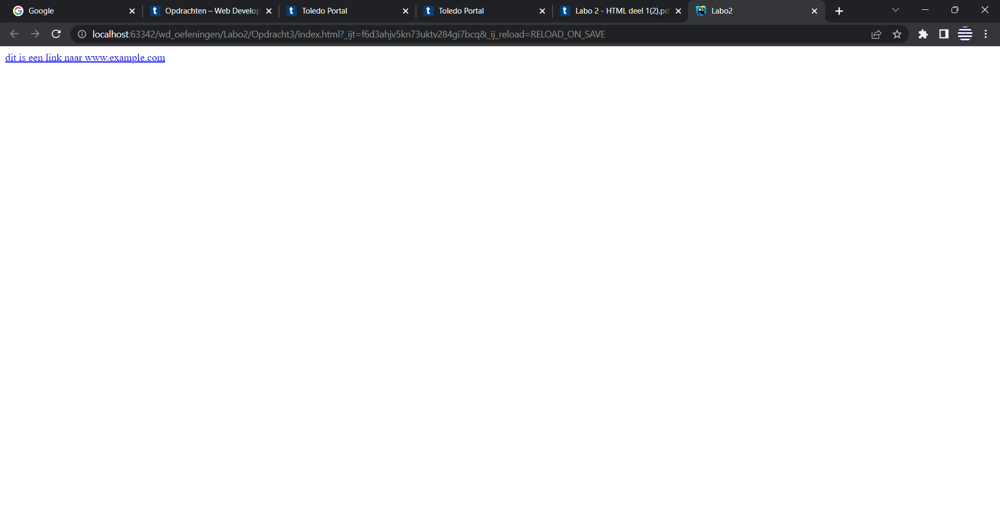 Google
Opdrachten – Web Develop
Toledo Portal
Toledo Portal
Labo 2 - HTML deel 1(2).pd
Labo2
localhost:63342/wd_oefeningen/Labo2/Opdracht3/index.html?_ijt=f6d3ahjv5kn73uktv284gi7bcq&_ij_reload=RELOAD_ON_SAVE
dit is een link naar www.example.com